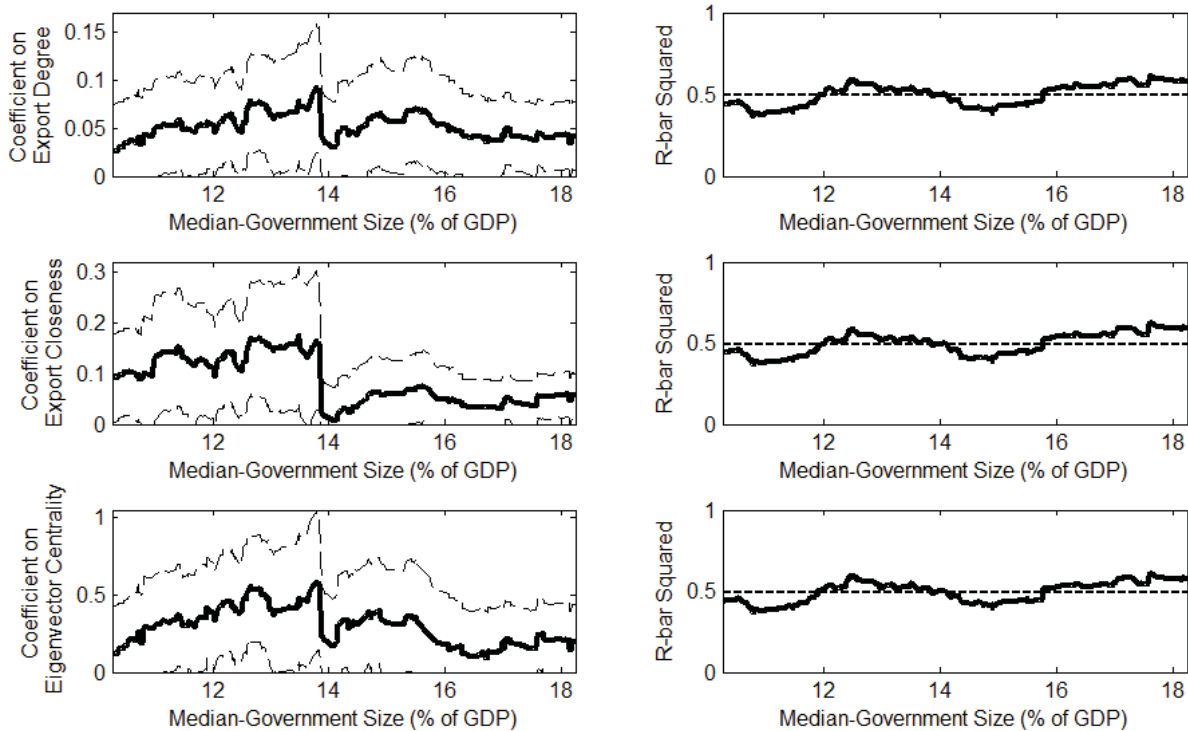 Coefficient on
Export Degree
0.15
0.1
0.05
0
12 14 16 18
Median-Government Size (% of GDP)
R-bar Squared
1
0.5
0
12 14 16 18
Median-Government Size (% of GDP)
Coefficient on
Export Closeness
0.3
0.2
0.1
0
12 14 16 18
Median-Government Size (% of GDP)
R-bar Squared
1
0.5
0
12 14 16 18
Median-Government Size (% of GDP)
Coefficient on
Eigenvector Centrality
1
0.5
0
12 14 16 18
Median-Government Size (% of GDP)
R-bar Squared
1
0.5
0
12 14 16 18
Median-Government Size (% of GDP)